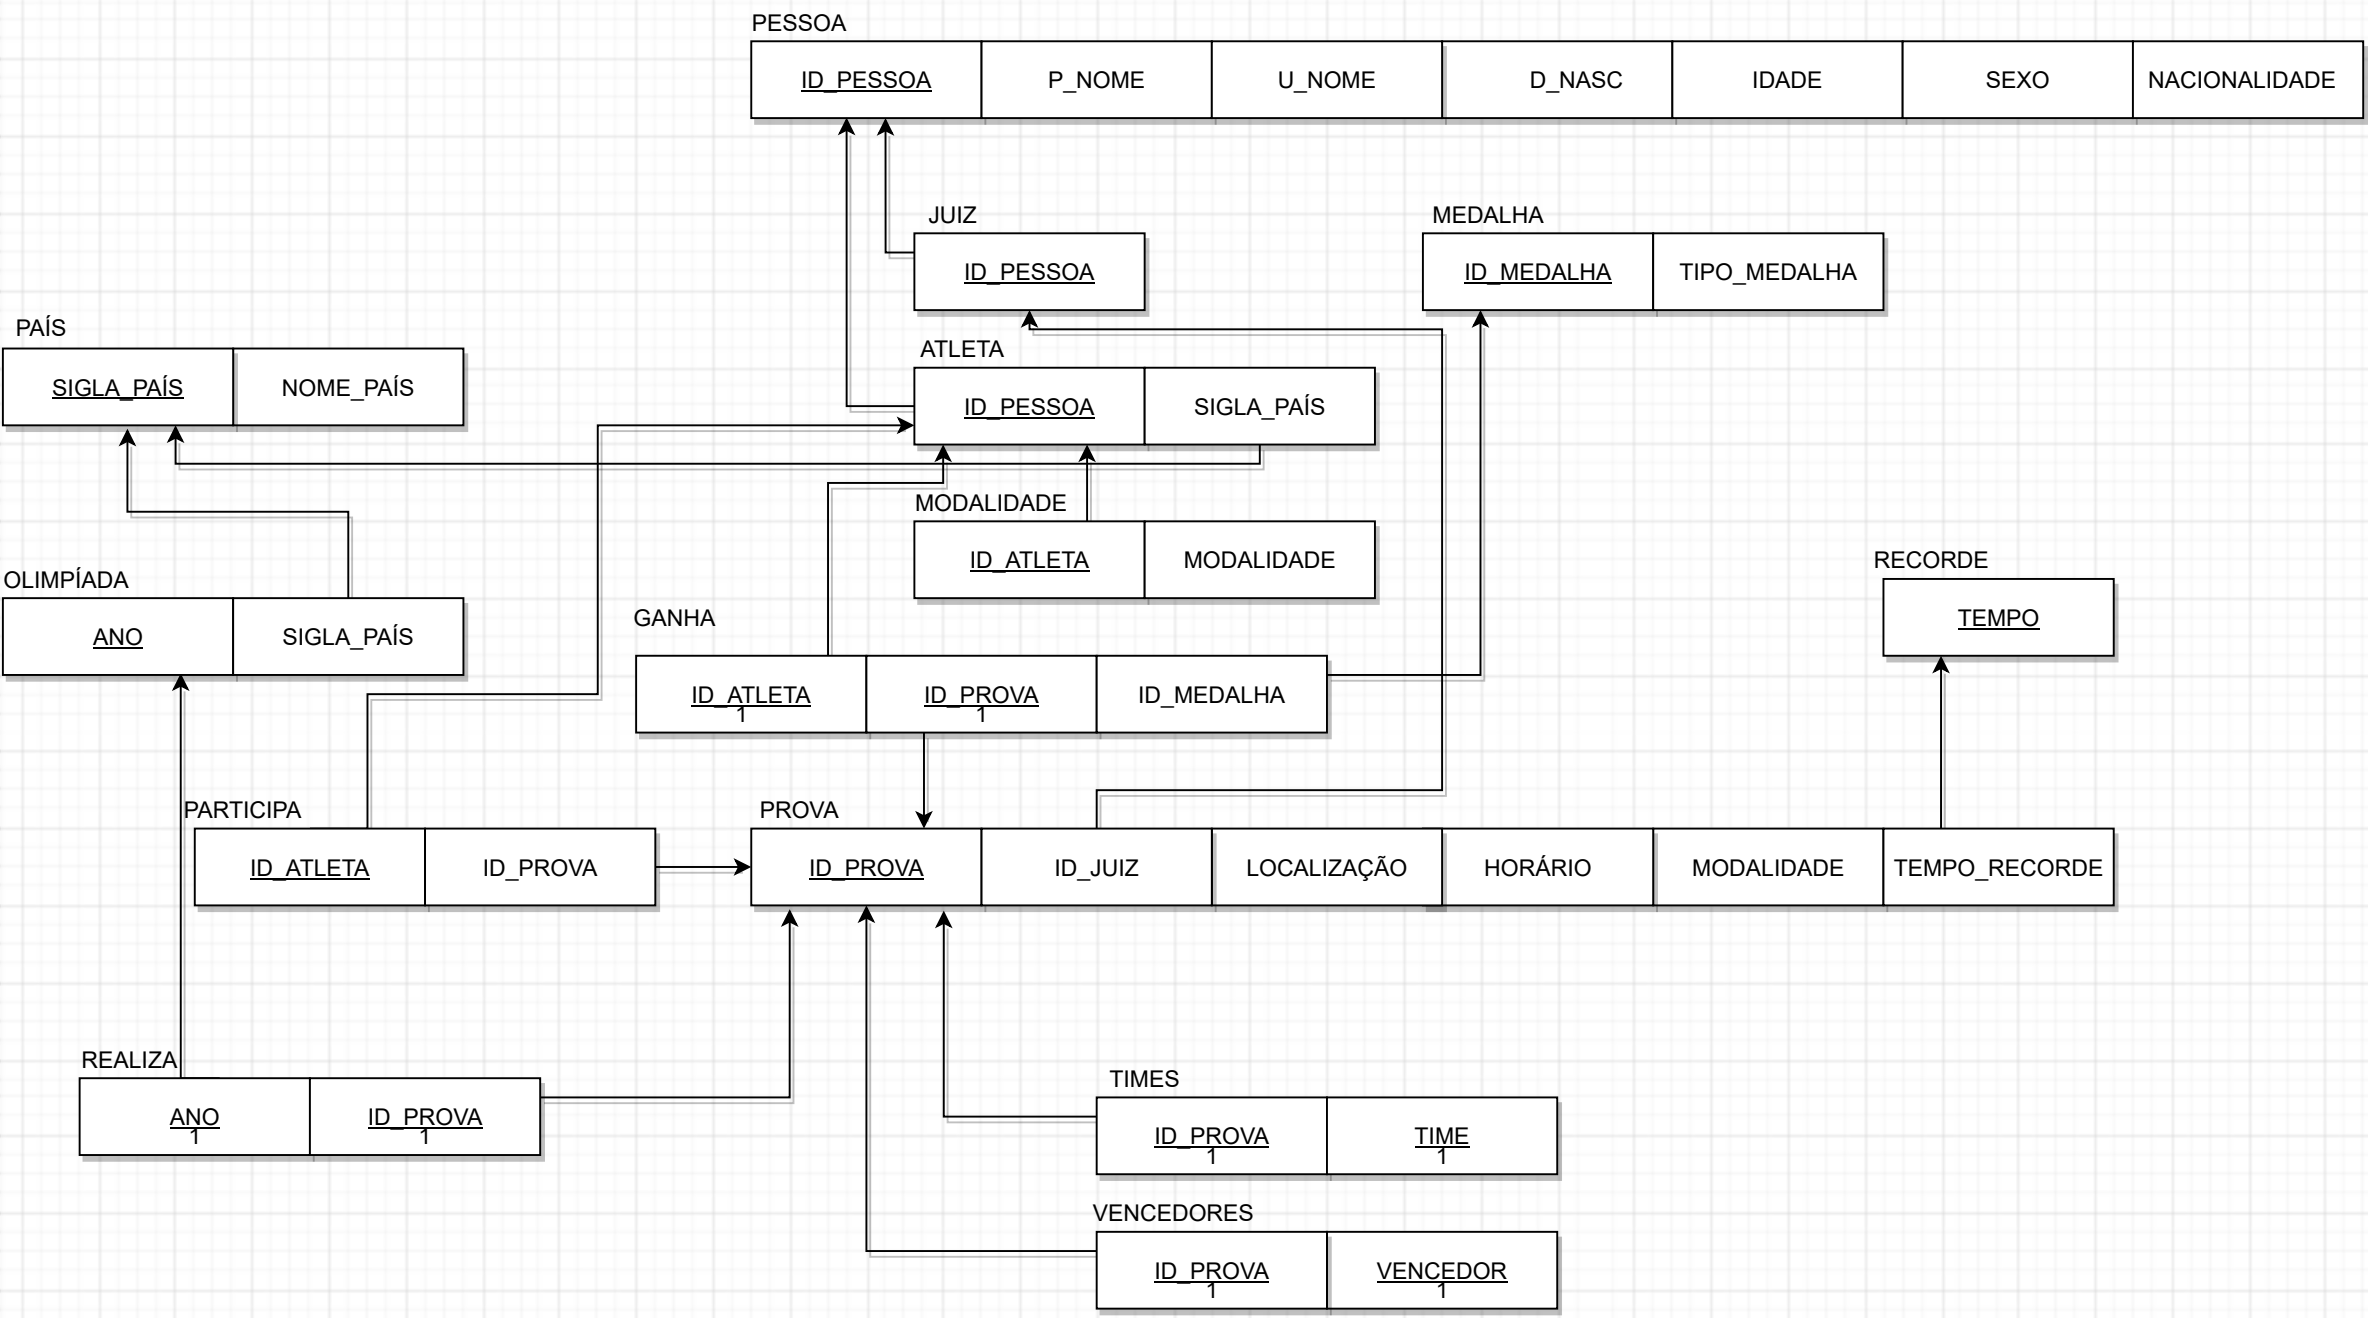 PESSOA
ID_PESSOA P_NOME U_NOME D_NASC IDADE SEXO NACIONALIDADE
JUIZ
ID_PESSOA
MEDALHA
ID_MEDALHA TIPO_MEDALHA
PAÍS
SIGLA_PAÍS NOME_PAÍS
ATLETA
ID_PESSOA SIGLA_PAÍS
MODALIDADE
ID_ATLETA MODALIDADE
RECORDE
TEMPO
OLIMPÍADA
ANO SIGLA_PAÍS
GANHA
ID_ATLETA ID_PROVA ID_MEDALHA
1 1
PARTICIPA
ID_ATLETA ID_PROVA
PROVA
ID_PROVA ID_JUIZ LOCALIZAÇÃO HORÁRIO MODALIDADE TEMPO_RECORDE
REALIZA
ANO ID_PROVA
1 1
TIMES
ID_PROVA TIME
1 1
VENCEDORES
ID_PROVA VENCEDOR
1 1